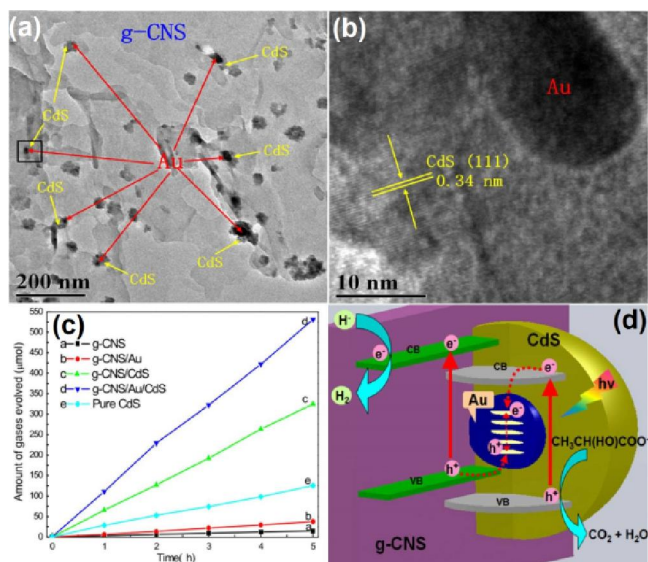 (a)
g-CNS
CdS
CdS
CdS
Au
CdS
CdS
CdS
CdS
200 nm
(b)
Au
CdS (111)
0.34 nm
10 nm
(c)
Amount of gases evolved (μmol)
550
500
450
400
350
300
250
200
150
100
50
0
a g-CNS
b g-CNS/Au
c g-CNS/CdS
d g-CNS/Au/CdS
e Pure CdS
d
c
e
b
a
0 1 2 3 4 5
Time( h)
(d)
H⁺
e⁻
H₂
CB
e⁻
CdS
CB
e⁻
hν
Au
e⁻
h⁺
CH₃CH(HO)COO⁻
VB
h⁺
VB
h⁺
g-CNS
CO₂ + H₂O